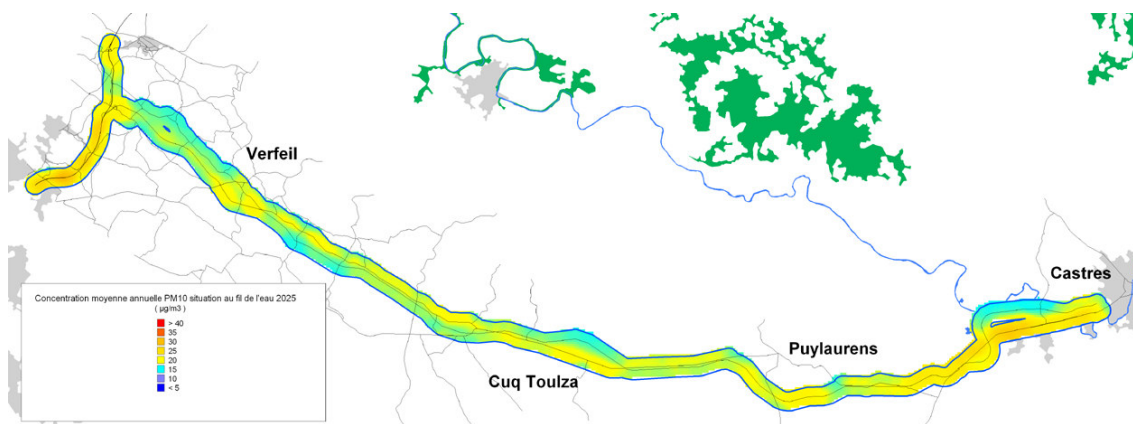 Verfeil
Castres
Concentration moyenne annuelle PM10 situation au fil de l'eau 2025
( µg/m3 )
> 40
35
30
25
20
15
10
< 5
Puylaurens
Cuq Toulza